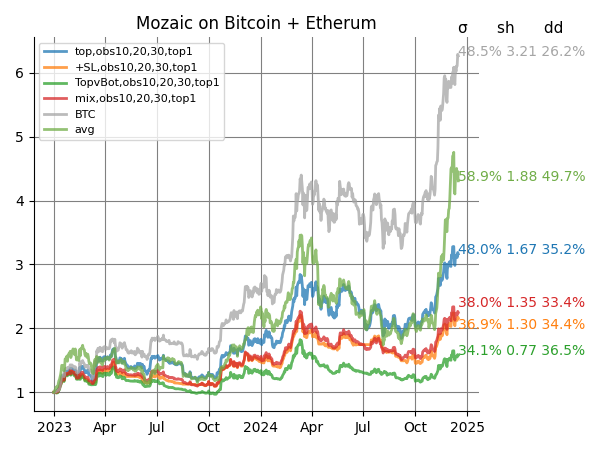 Mozaic on Bitcoin + Etherum
σ sh dd
top,obs10,20,30,top1
+SL,obs10,20,30,top1
TopvBot,obs10,20,30,top1
mix,obs10,20,30,top1
BTC
avg
48.5% 3.21 26.2%
58.9% 1.88 49.7%
48.0% 1.67 35.2%
38.0% 1.35 33.4%
36.9% 1.30 34.4%
34.1% 0.77 36.5%
6
5
4
3
2
1
2023 Apr Jul Oct 2024 Apr Jul Oct 2025